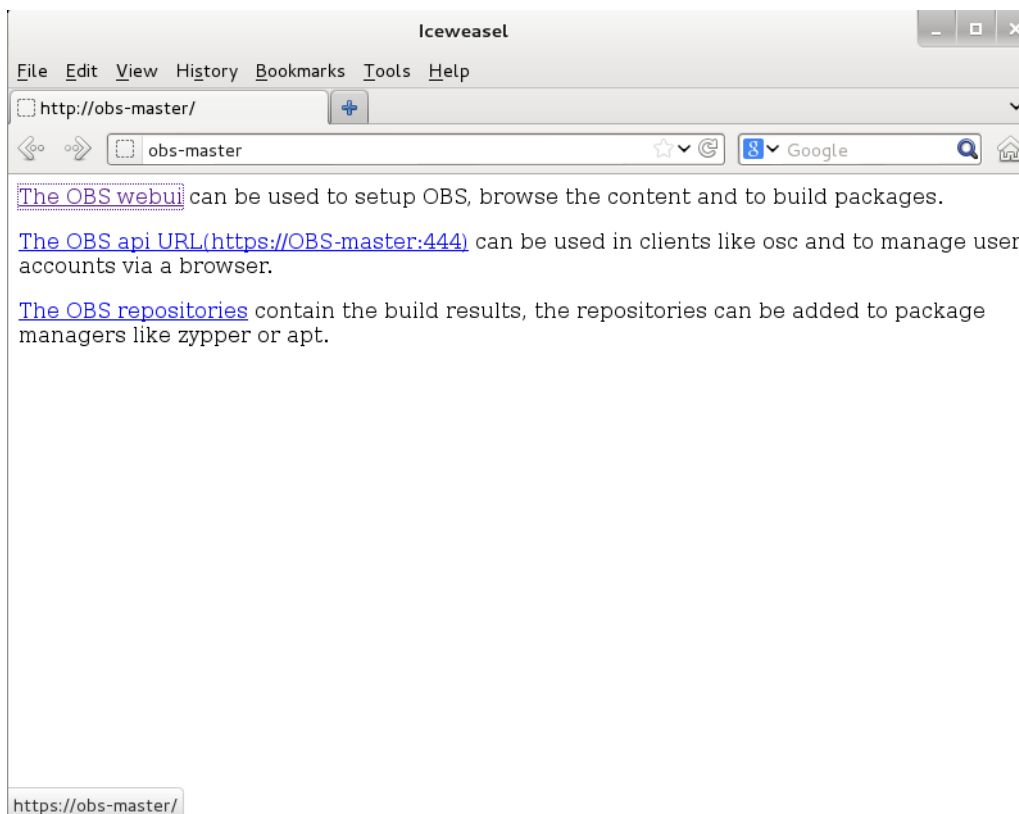 Iceweasel
File Edit View History Bookmarks Tools Help
http://obs-master/
obs-master
8 Google
The OBS webui can be used to setup OBS, browse the content and to build packages.
The OBS api URL(https://OBS-master:444) can be used in clients like osc and to manage user
accounts via a browser.
The OBS repositories contain the build results, the repositories can be added to package
managers like zypper or apt.
https://obs-master/